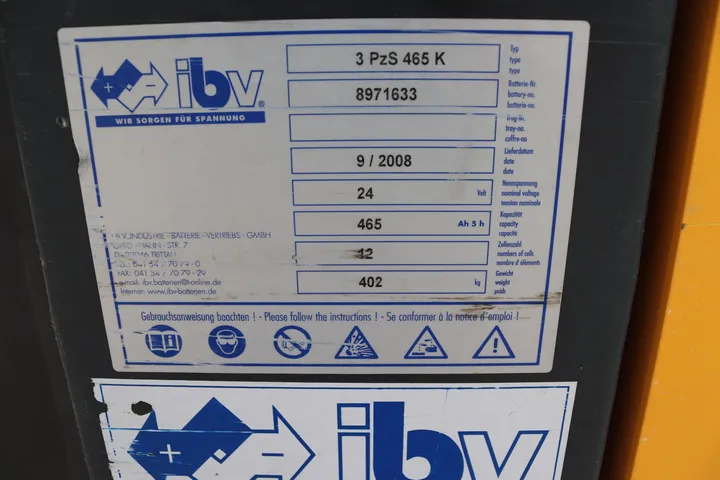 ibv®
WIR SORGEN FÜR SPANNUNG
3 PzS 465 K
Typ
type
type
8971633
Batterie-Nr.
battery-no.
batterie-no.
tray-no.
coffre-no
9 / 2008
Lieferdatum
date
date
24 Volt
Nennspannung
nominal voltage
tension nominale
465 Ah 5 h
Kapazität
capacity
capacité
12
Zellenzahl
numbers of cells
nombre d'éléments
402 kg
Gewicht
weight
poids
INDUSTRIE-BATTERIE-VERTRIEBS-GMBH
OTTO-HAHN-STR. 7
TRITTAU
TEL.: 041 54 / 70 79-0
FAX: 041 54 / 70 79-29
e-mail: ibv.batterien@t-online.de
Internet: www.ibv-batterien.de
Gebrauchsanweisung beachten ! - Please follow the instructions ! - Se conformer à la notice d'emploi !
ibv